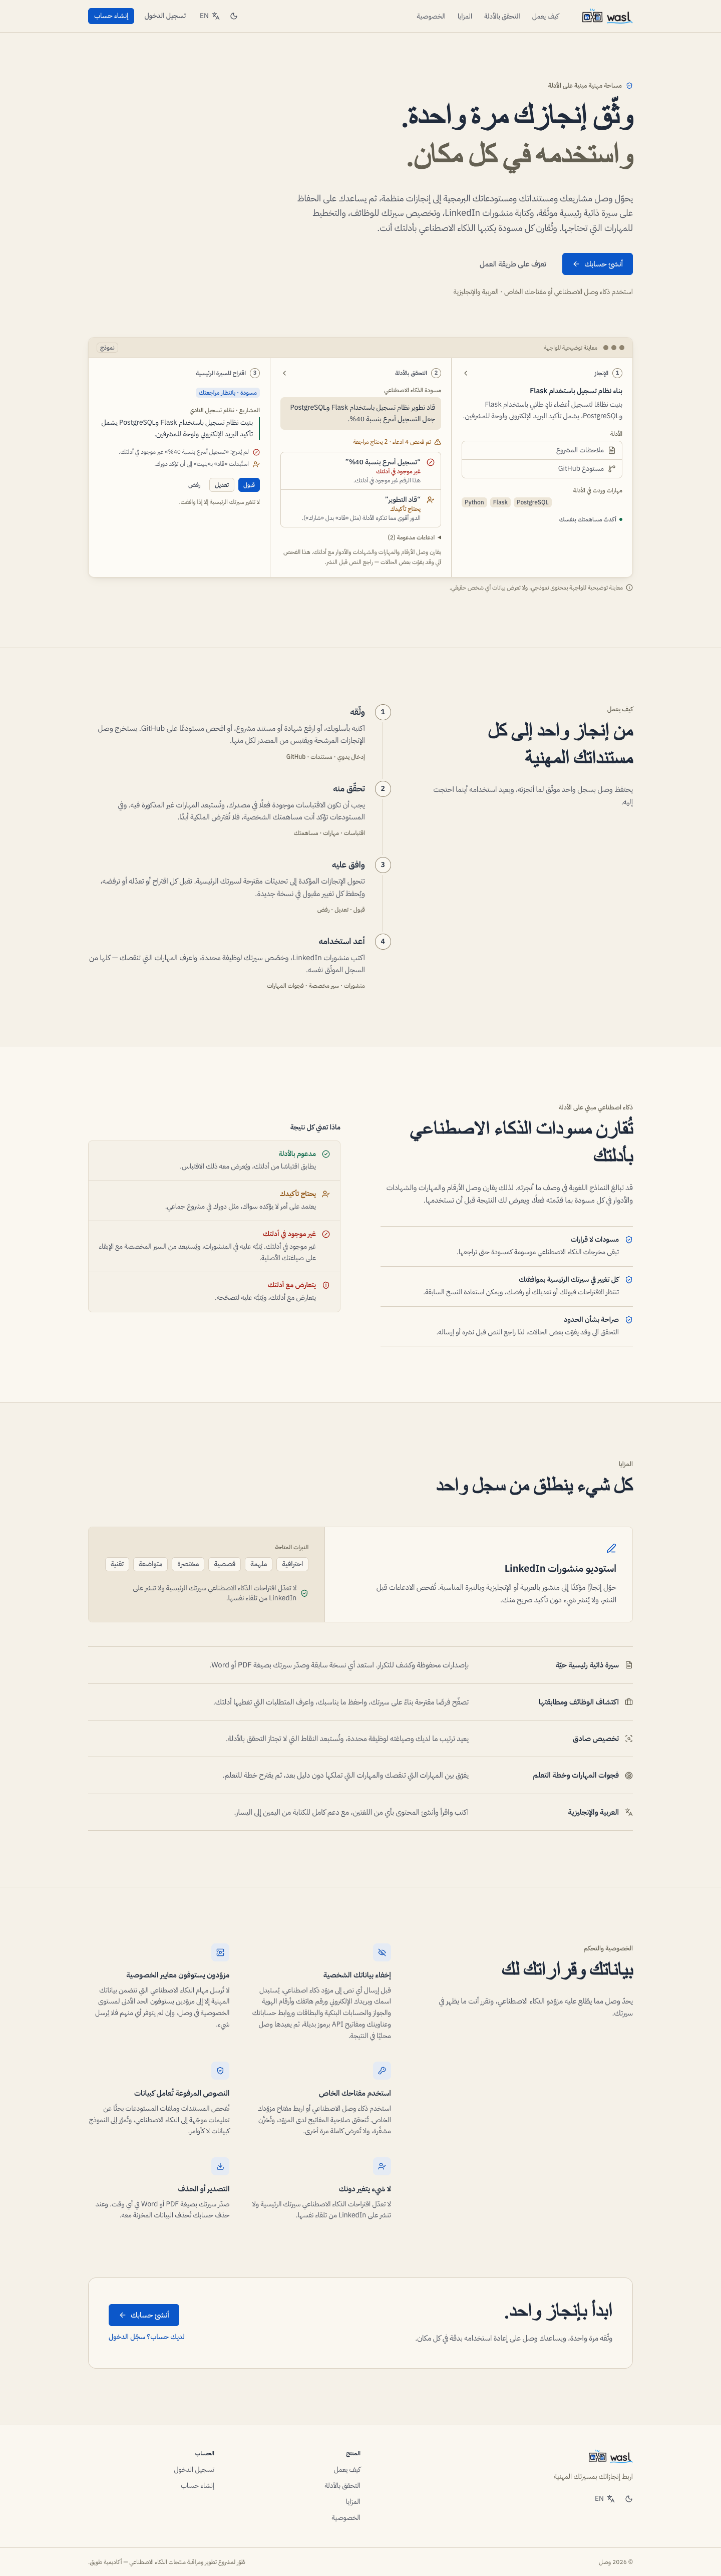 wasl
كيف يعمل
التحقق بالأدلة
المزايا
الخصوصية
EN
تسجيل الدخول
إنشاء حساب
مساحة مهنية مبنية على الأدلة
وثّق إنجازك مرة واحدة.
واستخدمه في كل مكان.
يحوّل وصل مشاريعك ومستنداتك ومستودعاتك البرمجية إلى إنجازات منظمة، ثم يساعدك على الحفاظ
على سيرة ذاتية رئيسية موثّقة، وكتابة منشورات LinkedIn، وتخصيص سيرتك للوظائف، والتخطيط
للمهارات التي تحتاجها. وتُقارن كل مسودة يكتبها الذكاء الاصطناعي بأدلتك أنت.
أنشئ حسابك
تعرّف على طريقة العمل
استخدم ذكاء وصل الاصطناعي أو مفتاحك الخاص · العربية والإنجليزية
معاينة توضيحية للواجهة
نموذج
1 الإنجاز
بناء نظام تسجيل باستخدام Flask
بنيت نظامًا لتسجيل أعضاء نادٍ طلابي باستخدام Flask
وPostgreSQL، يشمل تأكيد البريد الإلكتروني ولوحة للمشرفين.
الأدلة
ملاحظات المشروع
مستودع GitHub
مهارات وردت في الأدلة
PostgreSQL
Flask
Python
أكدتَ مساهمتك بنفسك
2 التحقق بالأدلة
مسودة الذكاء الاصطناعي
قاد تطوير نظام تسجيل باستخدام Flask وPostgreSQL
جعل التسجيل أسرع بنسبة 40%.
تم فحص 4 ادعاء · 2 يحتاج مراجعة
"تسجيل أسرع بنسبة 40%"
غير موجود في أدلتك
هذا الرقم غير موجود في أدلتك.
"قاد التطوير"
يحتاج تأكيدك
الدور أقوى مما تذكره الأدلة (مثل «قاد» بدل «شارك»).
ادعاءات مدعومة (2)
يقارن وصل الأرقام والمهارات والشهادات والأدوار مع أدلتك. هذا الفحص
آلي وقد يفوّت بعض الحالات — راجع النص قبل النشر.
3 اقتراح للسيرة الرئيسية
مسودة · بانتظار مراجعتك
المشاريع · نظام تسجيل النادي
بنيت نظام تسجيل باستخدام Flask وPostgreSQL يشمل
تأكيد البريد الإلكتروني ولوحة للمشرفين.
لم يُدرج: «تسجيل أسرع بنسبة 40%» غير موجود في أدلتك.
استُبدلت «قاد» بـ«بنيت» إلى أن تؤكد دورك.
قبول
تعديل
رفض
لا تتغير سيرتك الرئيسية إلا إذا وافقت.
معاينة توضيحية للواجهة بمحتوى نموذجي، ولا تعرض بيانات أي شخص حقيقي.
كيف يعمل
من إنجاز واحد إلى كل
مستنداتك المهنية
يحتفظ وصل بسجل واحد موثّق لما أنجزته، ويعيد استخدامه أينما احتجت
إليه.
1
وثّقه
اكتبه بأسلوبك، أو ارفع شهادة أو مستند مشروع، أو افحص مستودعًا على GitHub. يستخرج وصل
الإنجازات المرشحة ويقتبس من المصدر لكل منها.
إدخال يدوي · مستندات · GitHub
2
تحقّق منه
يجب أن تكون الاقتباسات موجودة فعلًا في مصدرك، وتُستبعد المهارات غير المذكورة فيه. وفي
المستودعات تؤكد أنت مساهمتك الشخصية، فلا تُفترض الملكية أبدًا.
اقتباسات · مهارات · مساهمتك
3
وافق عليه
تتحول الإنجازات المؤكدة إلى تحديثات مقترحة لسيرتك الرئيسية. تقبل كل اقتراح أو تعدله أو ترفضه،
ويُحفظ كل تغيير مقبول في نسخة جديدة.
قبول · تعديل · رفض
4
أعد استخدامه
اكتب منشورات LinkedIn، وخصّص سيرتك لوظيفة محددة، واعرف المهارات التي تنقصك — كلها من
السجل الموثّق نفسه.
منشورات · سير مخصصة · فجوات المهارات
ذكاء اصطناعي مبني على الأدلة
تُقارن مسودات الذكاء الاصطناعي
بأدلتك
قد تبالغ النماذج اللغوية في وصف ما أنجزته. لذلك يقارن وصل الأرقام والمهارات والشهادات
والأدوار في كل مسودة بما قدّمته فعلًا، ويعرض لك النتيجة قبل أن تستخدمها.
مسودات لا قرارات
تبقى مخرجات الذكاء الاصطناعي موسومة كمسودة حتى تراجعها.
كل تغيير في سيرتك الرئيسية بموافقتك
تنتظر الاقتراحات قبولك أو تعديلك أو رفضك، ويمكن استعادة النسخ السابقة.
صراحة بشأن الحدود
التحقق آلي وقد يفوّت بعض الحالات، لذا راجع النص قبل نشره أو إرساله.
ماذا تعني كل نتيجة
مدعوم بالأدلة
يطابق اقتباسًا من أدلتك، ويُعرض معه ذلك الاقتباس.
يحتاج تأكيدك
يعتمد على أمر لا يؤكده سواك، مثل دورك في مشروع جماعي.
غير موجود في أدلتك
غير موجود في أدلتك. يُنبَّه عليه في المنشورات، ويُستبعد من السير المخصصة مع الإبقاء
على صياغتك الأصلية.
يتعارض مع أدلتك
يتعارض مع أدلتك، ويُنبَّه عليه لتصحّحه.
المزايا
كل شيء ينطلق من سجل واحد
استوديو منشورات LinkedIn
حوّل إنجازًا مؤكدًا إلى منشور بالعربية أو الإنجليزية وبالنبرة المناسبة. تُفحص الادعاءات قبل
النشر، ولا يُنشر شيء دون تأكيد صريح منك.
النبرات المتاحة
احترافية
ملهمة
قصصية
مختصرة
متواضعة
تقنية
لا تعدّل اقتراحات الذكاء الاصطناعي سيرتك الرئيسية ولا تنشر على
LinkedIn من تلقاء نفسها.
سيرة ذاتية رئيسية حيّة
بإصدارات محفوظة وكشف للتكرار. استعد أي نسخة سابقة وصدّر سيرتك بصيغة PDF أو Word.
اكتشاف الوظائف ومطابقتها
تصفّح فرصًا مقترحة بناءً على سيرتك، واحفظ ما يناسبك، واعرف المتطلبات التي تغطيها أدلتك.
تخصيص صادق
يعيد ترتيب ما لديك وصياغته لوظيفة محددة، وتُستبعد النقاط التي لا تجتاز التحقق بالأدلة.
فجوات المهارات وخطة التعلم
يفرّق بين المهارات التي تنقصك والمهارات التي تملكها دون دليل بعد، ثم يقترح خطة للتعلم.
العربية والإنجليزية
اكتب واقرأ وأنشئ المحتوى بأي من اللغتين، مع دعم كامل للكتابة من اليمين إلى اليسار.
الخصوصية والتحكم
بياناتك وقراراتك لك
يحدّ وصل مما يطّلع عليه مزوّدو الذكاء الاصطناعي، وتقرر أنت ما يظهر في
سيرتك.
إخفاء بياناتك الشخصية
قبل إرسال أي نص إلى مزوّد ذكاء اصطناعي، يُستبدل
اسمك وبريدك الإلكتروني ورقم هاتفك وأرقام الهوية
والجواز والحسابات البنكية والبطاقات وروابط حساباتك
وعناوينك ومفاتيح API برموز بديلة، ثم يعيدها وصل
محليًا في النتيجة.
مزوّدون يستوفون معايير الخصوصية
لا تُرسل مهام الذكاء الاصطناعي التي تتضمن بياناتك
المهنية إلا إلى مزوّدين يستوفون الحد الأدنى لمستوى
الخصوصية في وصل، وإن لم يتوفر أي منهم فلا يُرسل
شيء.
استخدم مفتاحك الخاص
استخدم ذكاء وصل الاصطناعي أو اربط مفتاح مزوّدك
الخاص. تُتحقق صلاحية المفاتيح لدى المزوّد، وتُخزَّن
مشفّرة، ولا تُعرض كاملة مرة أخرى.
النصوص المرفوعة تُعامل كبيانات
تُفحص المستندات وملفات المستودعات بحثًا عن
تعليمات موجّهة إلى الذكاء الاصطناعي، وتُمرَّر إلى النموذج
كبيانات لا كأوامر.
لا شيء يتغير دونك
لا تعدّل اقتراحات الذكاء الاصطناعي سيرتك الرئيسية ولا
تنشر على LinkedIn من تلقاء نفسها.
التصدير أو الحذف
صدّر سيرتك بصيغة PDF أو Word في أي وقت. وعند
حذف حسابك تُحذف البيانات المخزنة معه.
ابدأ بإنجاز واحد.
وثّقه مرة واحدة، ويساعدك وصل على إعادة استخدامه بدقة في كل مكان.
أنشئ حسابك
لديك حساب؟ سجّل الدخول
wasl
اربط إنجازاتك بمسيرتك المهنية
EN
المنتج
كيف يعمل
التحقق بالأدلة
المزايا
الخصوصية
الحساب
تسجيل الدخول
إنشاء حساب
© 2026 وصل
طُوّر لمشروع تطوير ومراقبة منتجات الذكاء الاصطناعي — أكاديمية طويق.